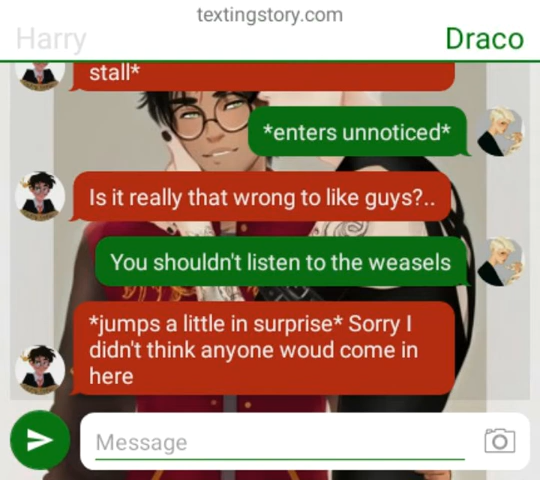 textingstory.com
Harry
Draco
stall*
*enters unnoticed*
Is it really that wrong to like guys?..
You shouldn't listen to the weasels
*jumps a little in surprise* Sorry I
didn't think anyone woud come in
here
Message